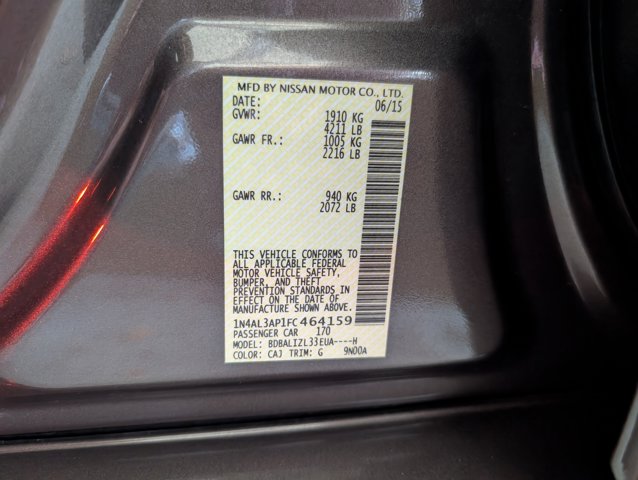 MFD BY NISSAN MOTOR CO., LTD.
DATE: 06/15
GVWR: 1910 KG
4211 LB
GAWR FR.: 1005 KG
2216 LB
GAWR RR.: 940 KG
2072 LB
THIS VEHICLE CONFORMS TO
ALL APPLICABLE FEDERAL
MOTOR VEHICLE SAFETY,
BUMPER, AND THEFT
PREVENTION STANDARDS IN
EFFECT ON THE DATE OF
MANUFACTURE SHOWN ABOVE.
1N4AL3AP1FC464159
PASSENGER CAR 170
MODEL: BDBALIZL33EUA----H
COLOR: CAJ TRIM: G 9N00A